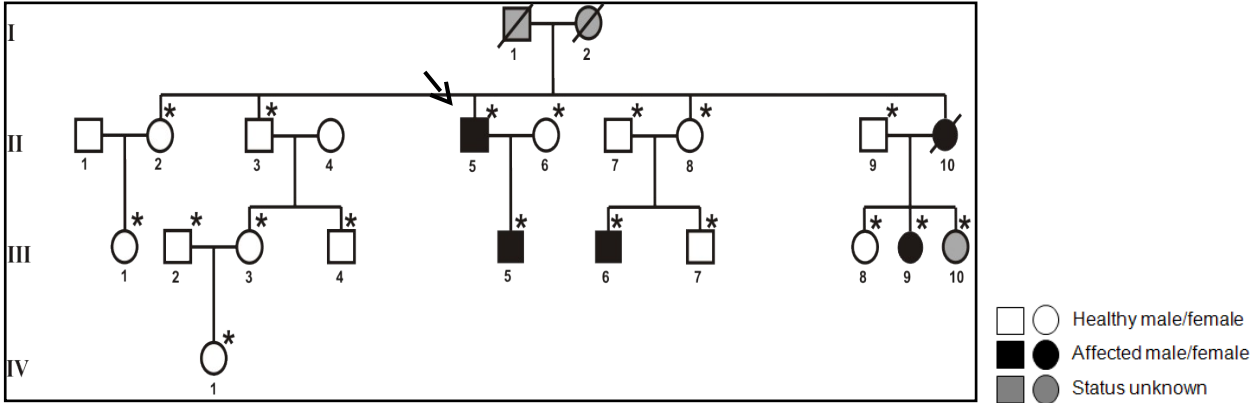 I
1 2
* * * * * * * *
II
1 2 3 4 5 6 7 8 9 10
* * * * * * * * * *
III
1 2 3 4 5 6 7 8 9 10
*
IV
1
Healthy male/female
Affected male/female
Status unknown